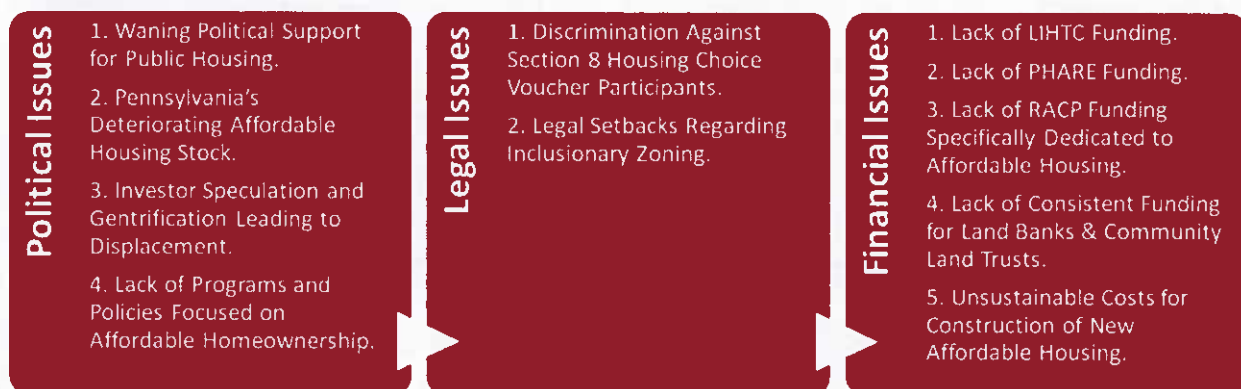 Political Issues
1. Waning Political Support
for Public Housing.
2. Pennsylvania's
Deteriorating Affordable
Housing Stock.
3. Investor Speculation and
Gentrification Leading to
Displacement.
4. Lack of Programs and
Policies Focused on
Affordable Homeownership.
Legal Issues
1. Discrimination Against
Section 8 Housing Choice
Voucher Participants.
2. Legal Setbacks Regarding
Inclusionary Zoning.
Financial Issues
1. Lack of LIHTC Funding.
2. Lack of PHARE Funding.
3. Lack of RACP Funding
Specifically Dedicated to
Affordable Housing.
4. Lack of Consistent Funding
for Land Banks & Community
Land Trusts.
5. Unsustainable Costs for
Construction of New
Affordable Housing.